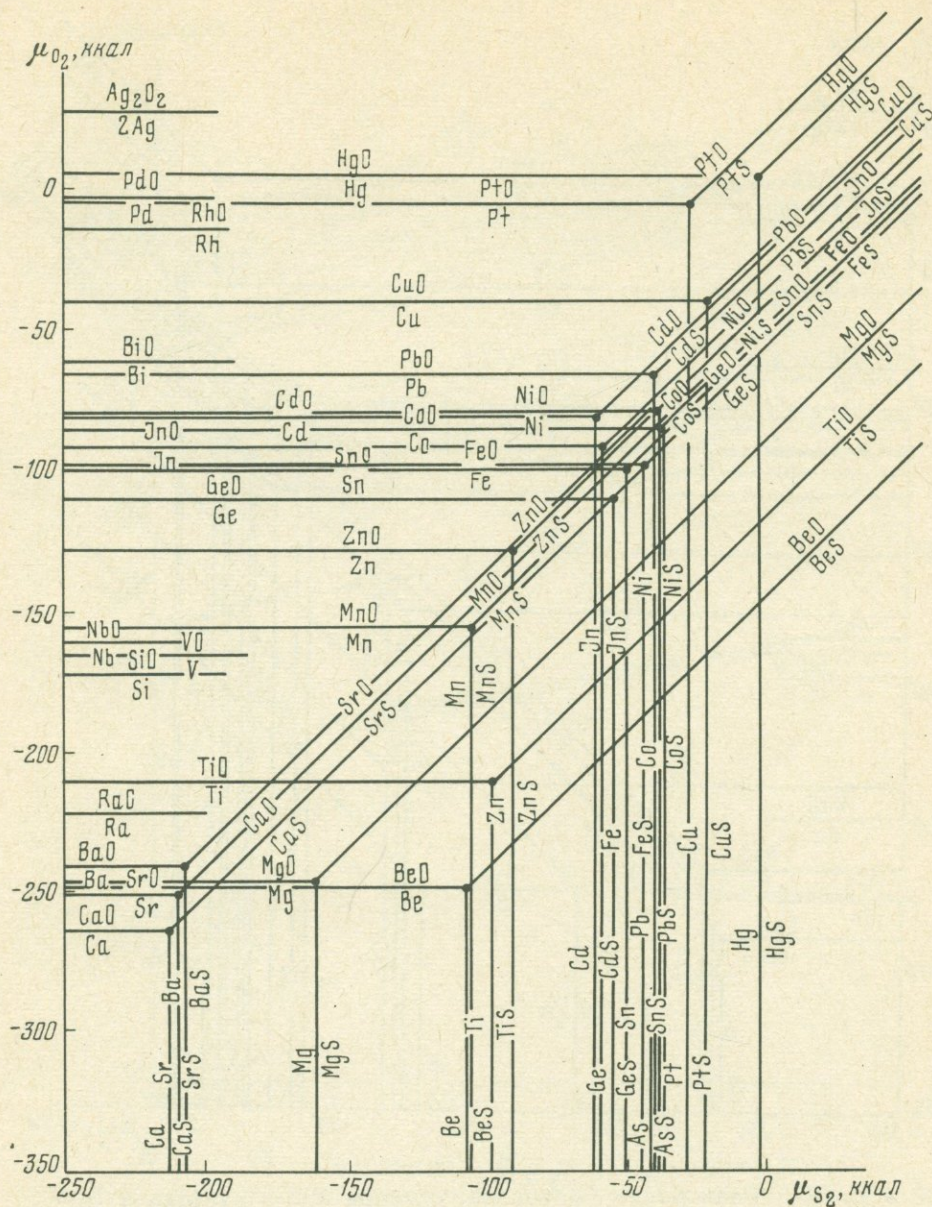 μO₂, ккал
Ag₂O₂
2Ag
HgO
PdO
0
Hg
PtO
Pd
RhO
Pt
Rh
PtO
PtS
HgO
HgS
CuO
CuS
CuO
Cu
-50
BiO
Bi
PbO
Pb
CdO
CoO
NiO
JnO
Cd
Co
FeO
Ni
-100
Jn
SnO
Fe
GeO
Sn
Ge
CdO
CdS
PbO
PbS
NiO
NiS
JnO
JnS
FeO
FeS
SnO
SnS
GeO
GeS
CoO
CoS
MgO
MgS
TiO
TiS
BeO
BeS
ZnO
Zn
ZnO
ZnS
MnO
MnS
-150
NbO
MnO
VO
Mn
Nb
SiO
V
Si
Mn
MnS
Jn
JnS
Ni
NiS
SrO
SrS
-200
TiO
Ti
RaO
Ra
CaO
CaS
Zn
ZnS
Co
CoS
Fe
FeS
Cu
CuS
BaO
-250
Ba
SrO
MgO
BeO
Sr
Mg
Be
CaO
Ca
Ba
BaS
Cd
CdS
Pb
PbS
Hg
HgS
-300
Sr
SrS
Mg
MgS
Ti
TiS
Sn
SnS
Pt
PtS
Ca
CaS
Be
BeS
Ge
GeS
As
AsS
-350
-250
-200
-150
-100
-50
0
μS₂, ккал